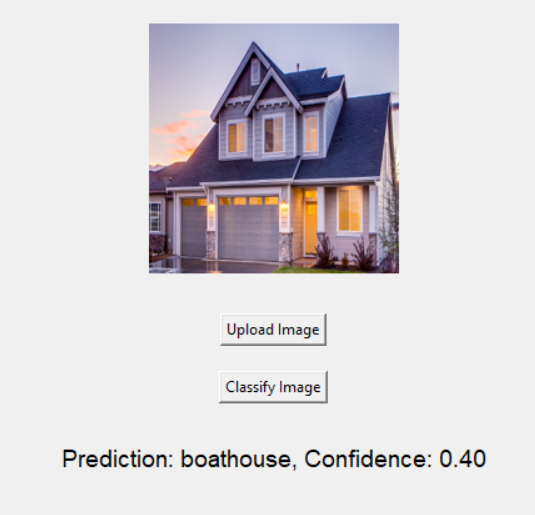 Upload Image
Classify Image
Prediction: boathouse, Confidence: 0.40